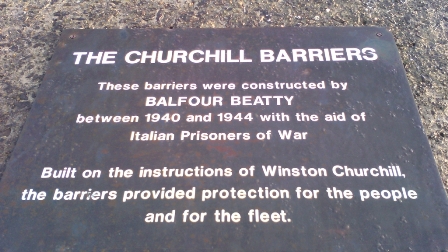 THE CHURCHILL BARRIERS
These barriers were constructed by
BALFOUR BEATTY
between 1940 and 1944 with the aid of
Italian Prisoners of War
Built on the instructions of Winston Churchill,
the barriers provided protection for the people
and for the fleet.